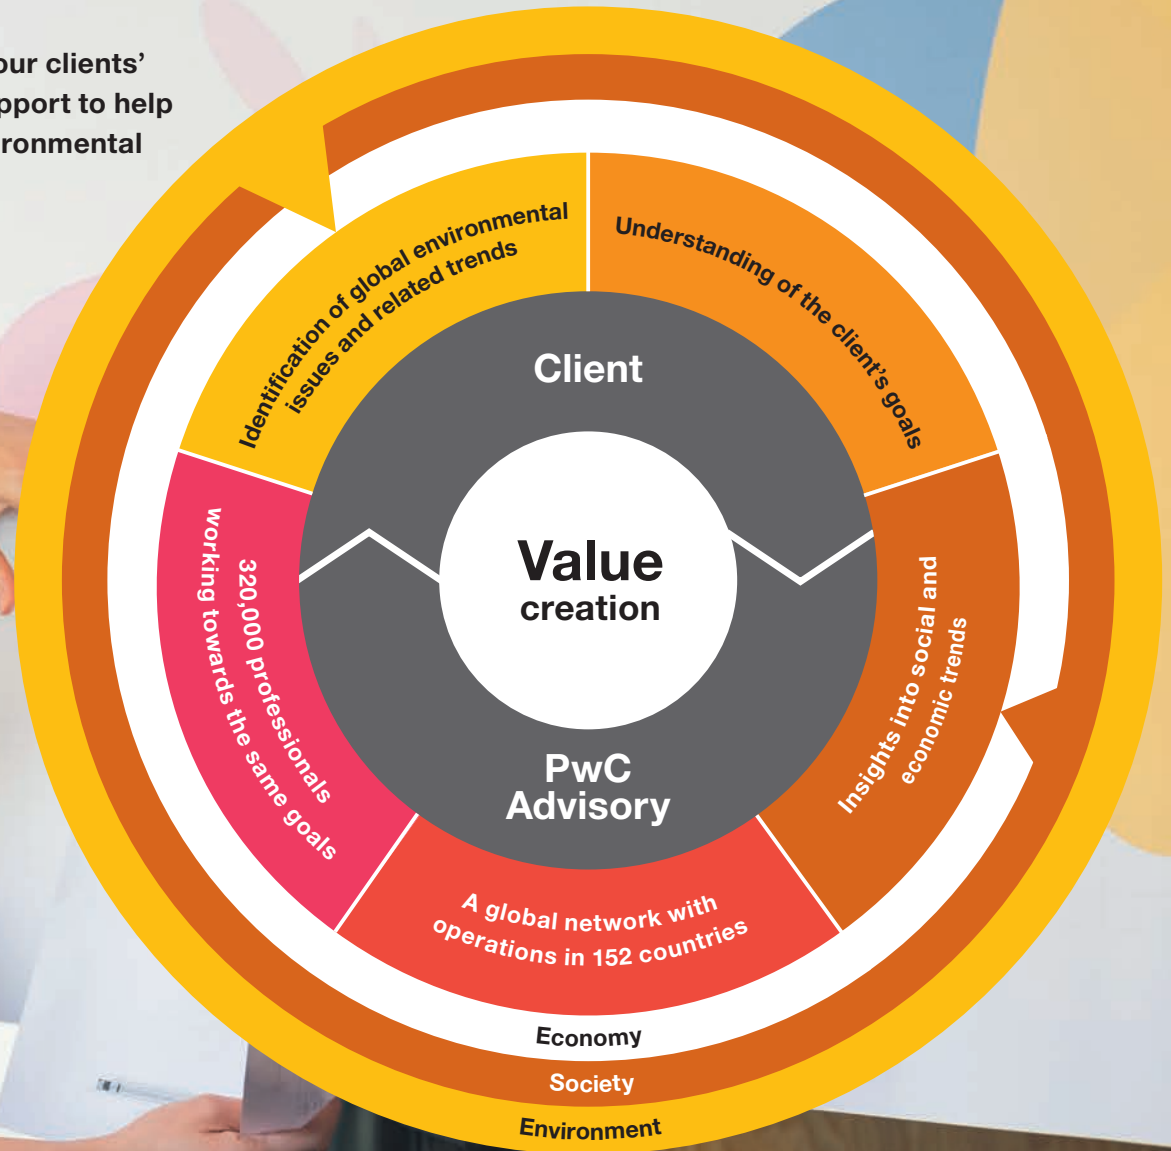 our clients'
pport to help
ironmental
Identification of global environmental
issues and related trends
Understanding of the client's goals
Client
Value
creation
PwC
Advisory
320,000 professionals
working towards the same goals
Insights into social and
economic trends
A global network with
operations in 152 countries
Economy
Society
Environment